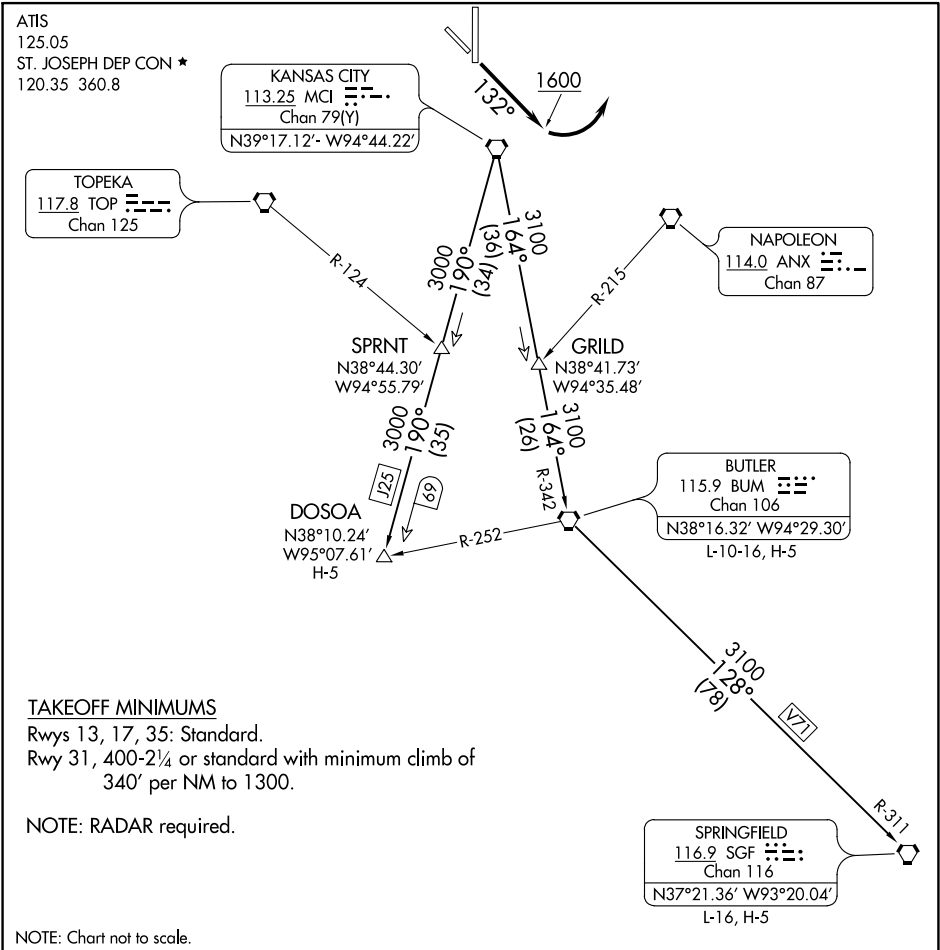 ATIS
125.05
ST. JOSEPH DEP CON ★
120.35 360.8
KANSAS CITY
113.25 MCI
Chan 79(Y)
N39°17.12'- W94°44.22'
132°
1600
TOPEKA
117.8 TOP
Chan 125
R-124
3000
190°
(34)
3100
164°
(36)
R-215
NAPOLEON
114.0 ANX
Chan 87
SPRNT
N38°44.30'
W94°55.79'
GRILD
N38°41.73'
W94°35.48'
3000
190°
(35)
3100
164°
(26)
J25
69
R-342
BUTLER
115.9 BUM
Chan 106
N38°16.32' W94°29.30'
L-10-16, H-5
DOSOA
N38°10.24'
W95°07.61'
H-5
R-252
3100
128°
(78)
V71
TAKEOFF MINIMUMS
Rwys 13, 17, 35: Standard.
Rwy 31, 400-2¼ or standard with minimum climb of
340' per NM to 1300.
NOTE: RADAR required.
R-311
SPRINGFIELD
116.9 SGF
Chan 116
N37°21.36' W93°20.04'
L-16, H-5
NOTE: Chart not to scale.